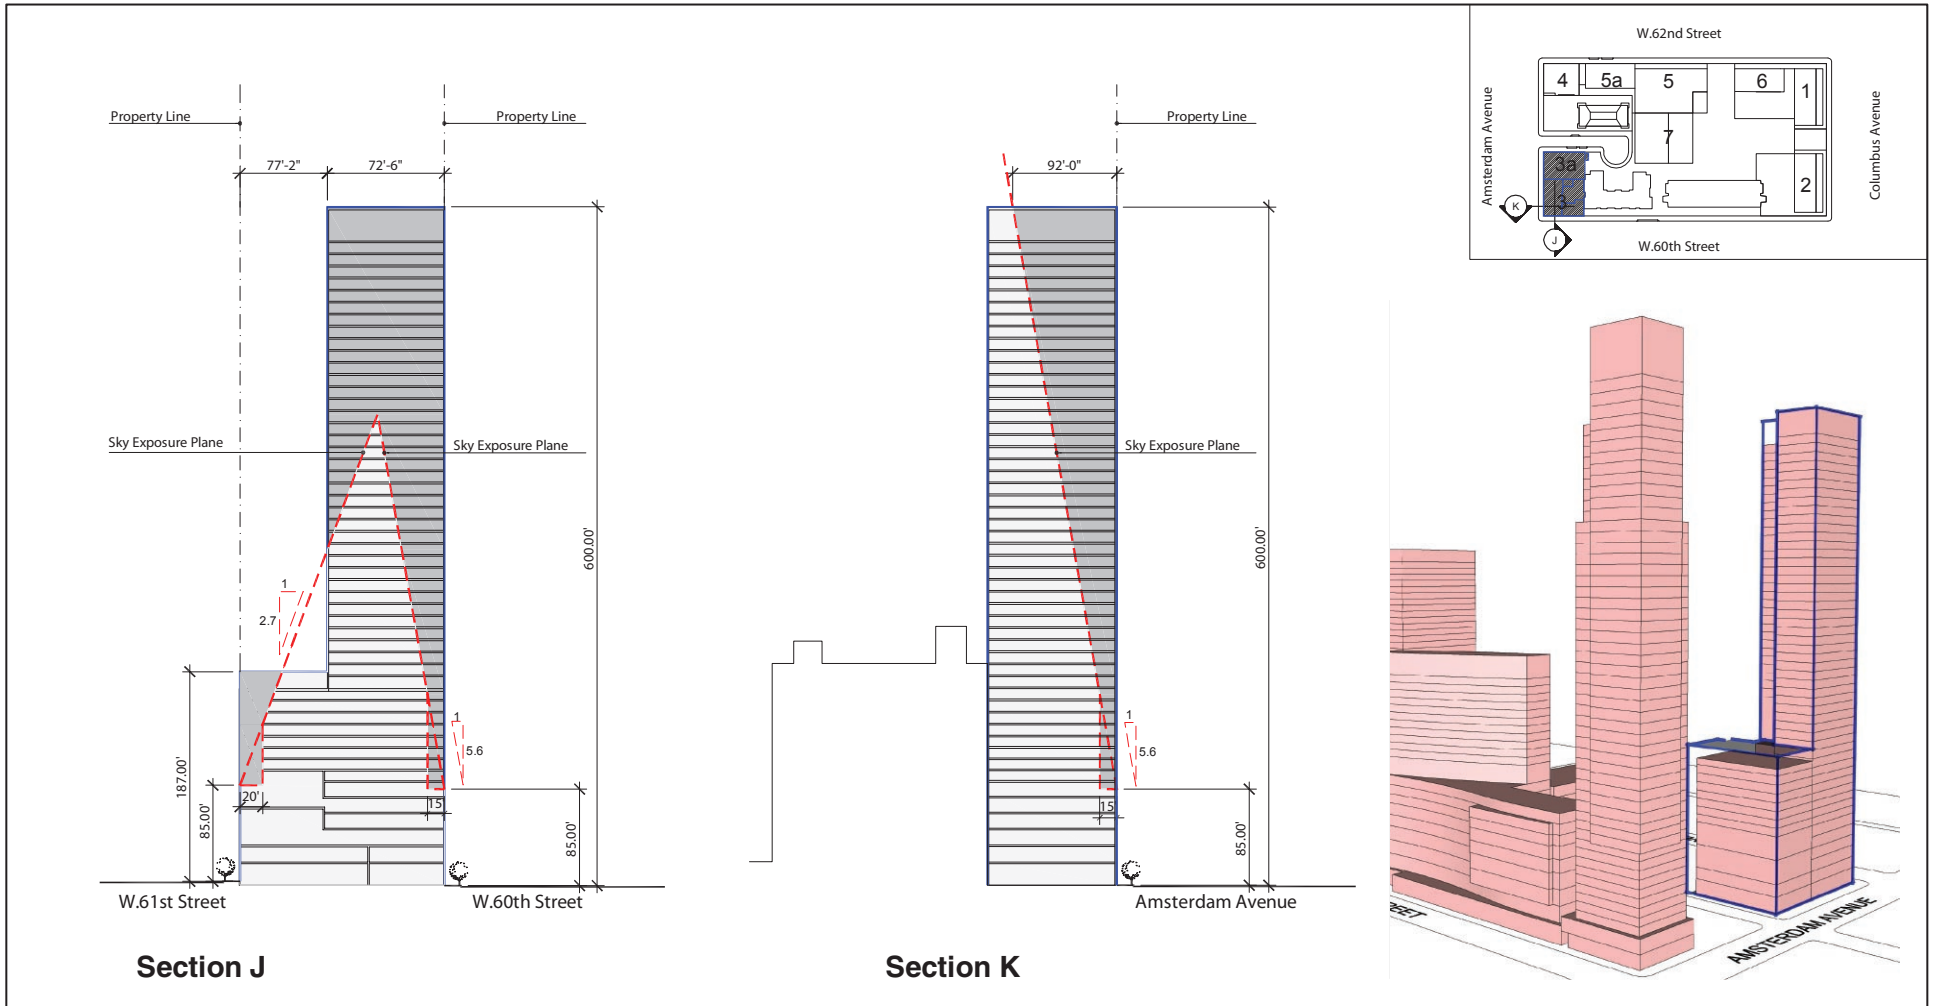 Property Line
Property Line
77'-2"
72'-6"
Sky Exposure Plane
Sky Exposure Plane
1
2.7
600.00'
187.00'
85.00'
20'
15'
1
5.6
85.00'
W.61st Street
W.60th Street
Section J
Property Line
92'-0"
Sky Exposure Plane
600.00'
1
5.6
15'
85.00'
Amsterdam Avenue
Section K
W.62nd Street
Amsterdam Avenue
Columbus Avenue
4
5a
5
6
1
7
3a
3
2
K
J
W.60th Street
AMSTERDAM AVENUE